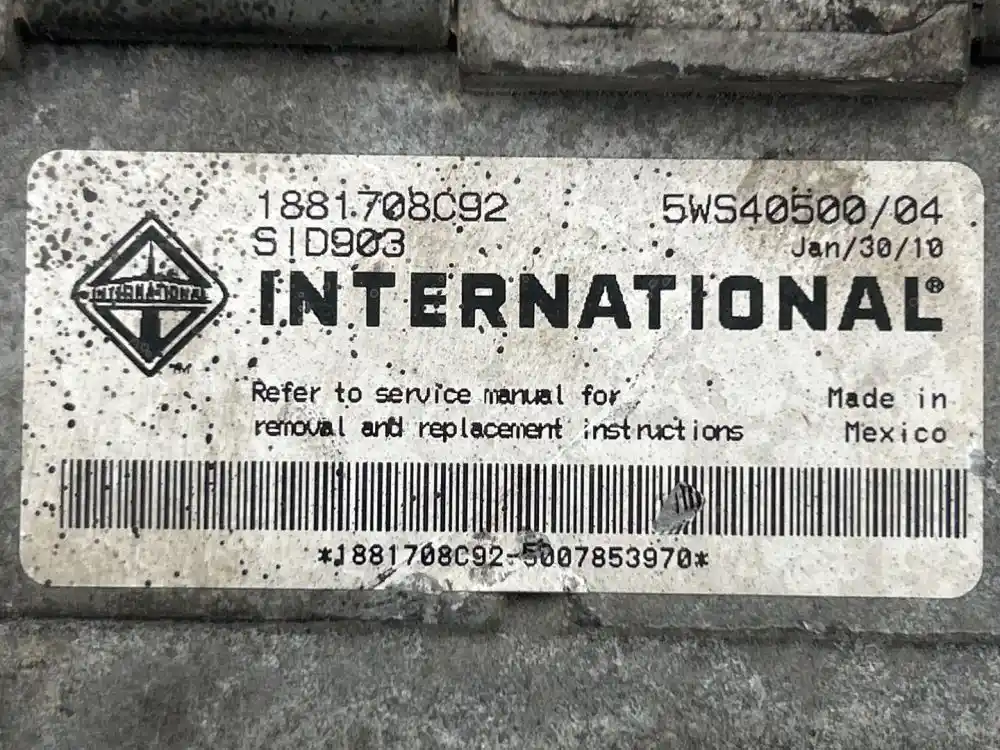 1881708C92
5WS40500/04
SID903
Jan/30/10
INTERNATIONAL®
INTERNATIONAL
TM
Refer to service manual for
removal and replacement instructions
Made in
Mexico
*1881708C92-5007853970*